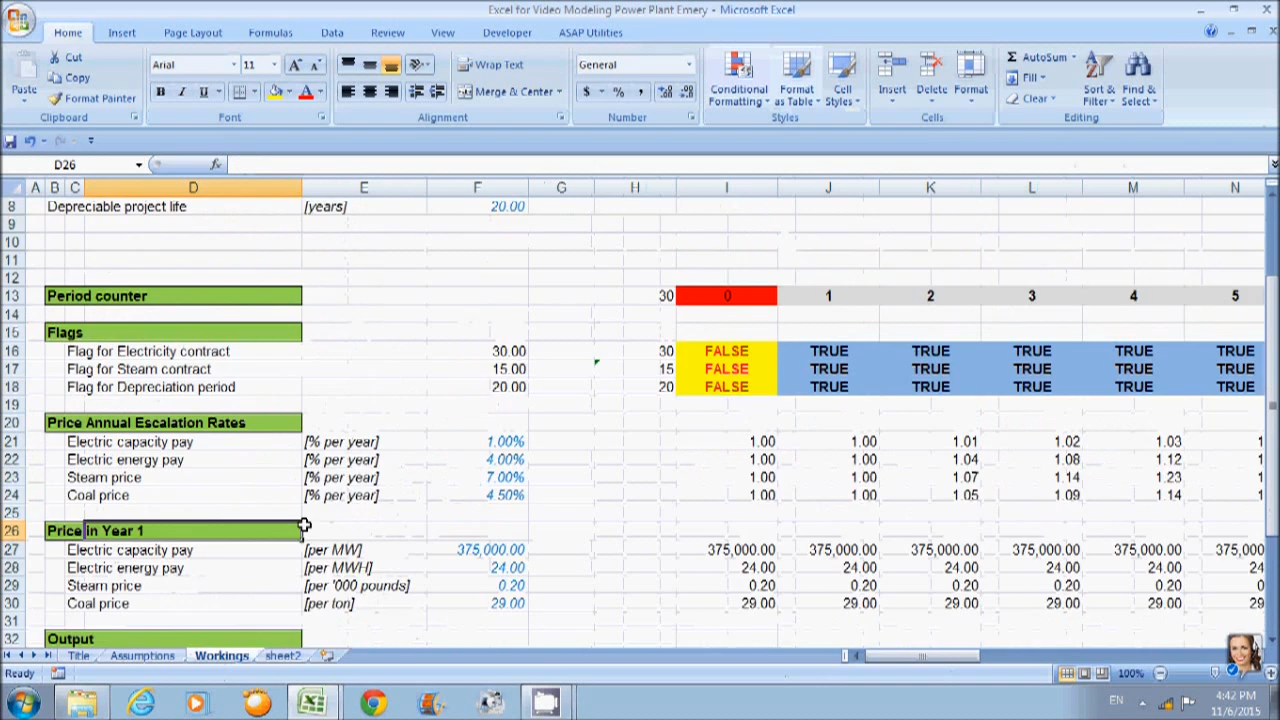 Excel for Video Modeling Power Plant Emery - Microsoft Excel
Home Insert Page Layout Formulas Data Review View Developer ASAP Utilities
Cut Arial 11 A A Wrap Text General AutoSum
Copy Fill
Paste Format Painter B I U A Merge & Center $ % , Conditional Formatting Format as Table Cell Styles Insert Delete Format Clear Sort & Filter Find & Select
Clipboard Font Alignment Number Styles Cells Editing
D26 fx
A B C D E F G H I J K L M N
8 Depreciable project life [years] 20.00
9
10
11
12
13 Period counter 30 0 1 2 3 4 5
14
15 Flags
16 Flag for Electricity contract 30.00 30 FALSE TRUE TRUE TRUE TRUE TRUE
17 Flag for Steam contract 15.00 15 FALSE TRUE TRUE TRUE TRUE TRUE
18 Flag for Depreciation period 20.00 20 FALSE TRUE TRUE TRUE TRUE TRUE
19
20 Price Annual Escalation Rates
21 Electric capacity pay [% per year] 1.00% 1.00 1.00 1.01 1.02 1.03 1
22 Electric energy pay [% per year] 4.00% 1.00 1.00 1.04 1.08 1.12 1
23 Steam price [% per year] 7.00% 1.00 1.00 1.07 1.14 1.23 1
24 Coal price [% per year] 4.50% 1.00 1.00 1.05 1.09 1.14 1
25
26 Price in Year 1
27 Electric capacity pay [per MW] 375,000.00 375,000.00 375,000.00 375,000.00 375,000.00 375,000.00 375,000
28 Electric energy pay [per MWH] 24.00 24.00 24.00 24.00 24.00 24.00 24
29 Steam price [per '000 pounds] 0.20 0.20 0.20 0.20 0.20 0.20 0
30 Coal price [per ton] 29.00 29.00 29.00 29.00 29.00 29.00 29
31
32 Output
Title Assumptions Workings sheet2
Ready 100%
EN 4:42 PM
11/6/2015